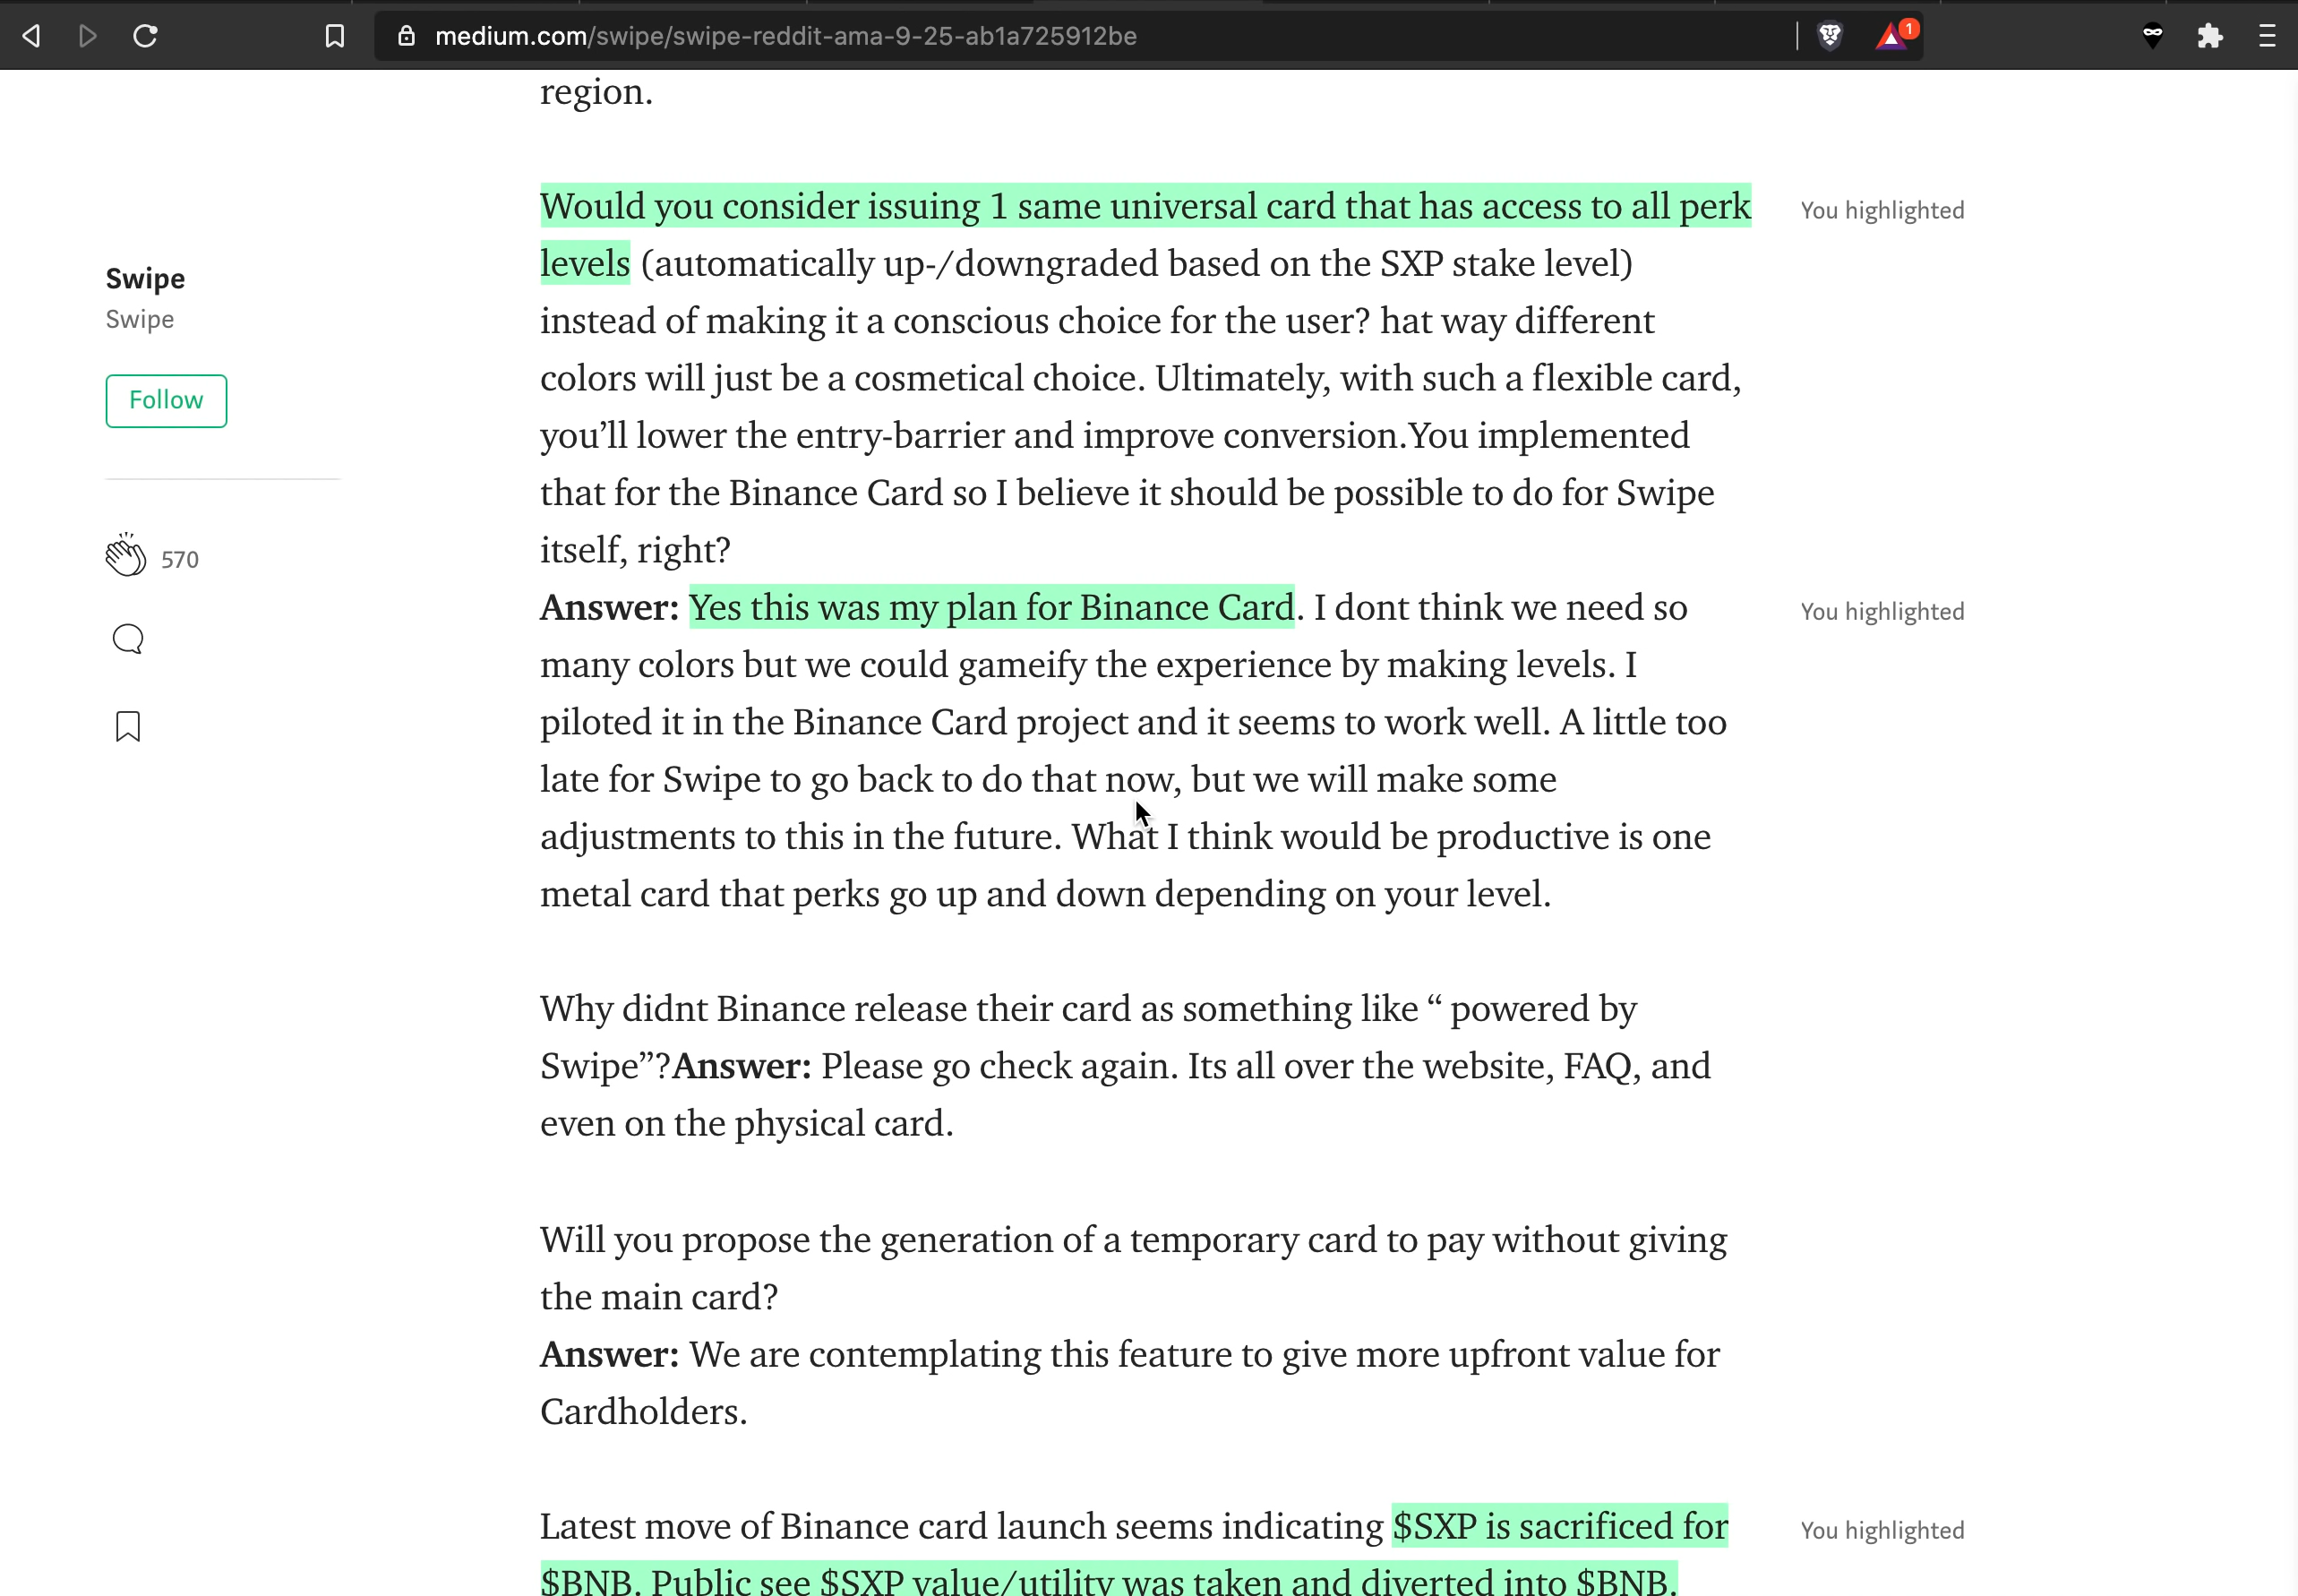 medium.com/swipe/swipe-reddit-ama-9-25-ab1a725912be
1
region.
Would you consider issuing 1 same universal card that has access to all perk
You highlighted
levels (automatically up-/downgraded based on the SXP stake level)
instead of making it a conscious choice for the user? hat way different
colors will just be a cosmetical choice. Ultimately, with such a flexible card,
you’ll lower the entry-barrier and improve conversion.You implemented
that for the Binance Card so I believe it should be possible to do for Swipe
itself, right?
Answer: Yes this was my plan for Binance Card. I dont think we need so
You highlighted
many colors but we could gameify the experience by making levels. I
piloted it in the Binance Card project and it seems to work well. A little too
late for Swipe to go back to do that now, but we will make some
adjustments to this in the future. What I think would be productive is one
metal card that perks go up and down depending on your level.
Why didnt Binance release their card as something like “ powered by
Swipe”?Answer: Please go check again. Its all over the website, FAQ, and
even on the physical card.
Will you propose the generation of a temporary card to pay without giving
the main card?
Answer: We are contemplating this feature to give more upfront value for
Cardholders.
Latest move of Binance card launch seems indicating $SXP is sacrificed for
You highlighted
$BNB. Public see $SXP value/utility was taken and diverted into $BNB.
Swipe
Swipe
Follow
570